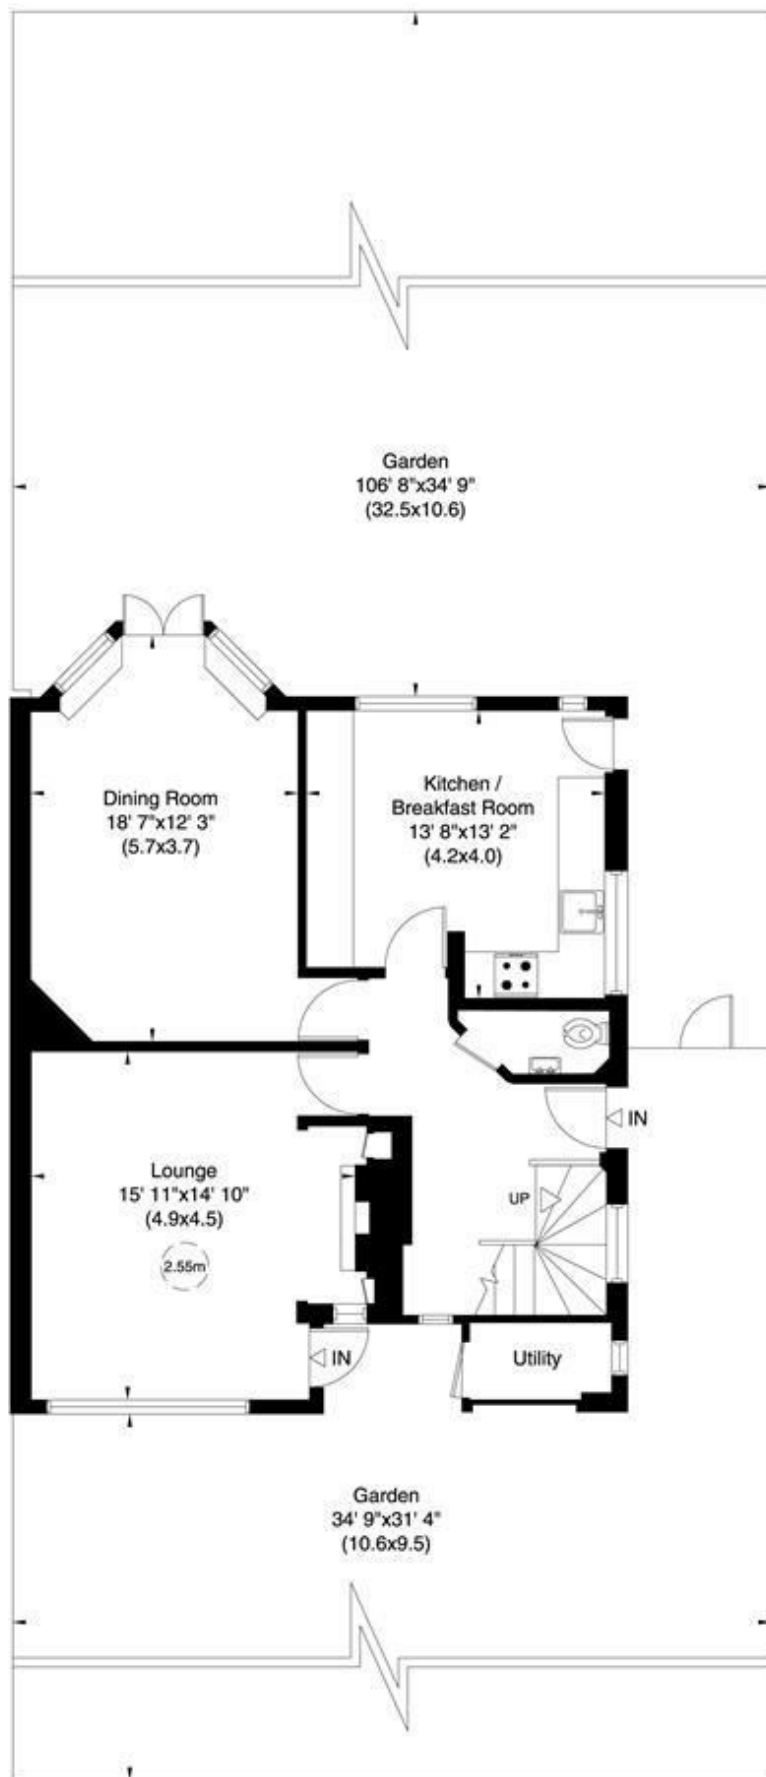 Garden
106' 8"x34' 9"
(32.5x10.6)
Dining Room
18' 7"x12' 3"
(5.7x3.7)
Kitchen /
Breakfast Room
13' 8"x13' 2"
(4.2x4.0)
IN
Lounge
15' 11"x14' 10"
(4.9x4.5)
2.55m
UP
IN
Utility
Garden
34' 9"x31' 4"
(10.6x9.5)